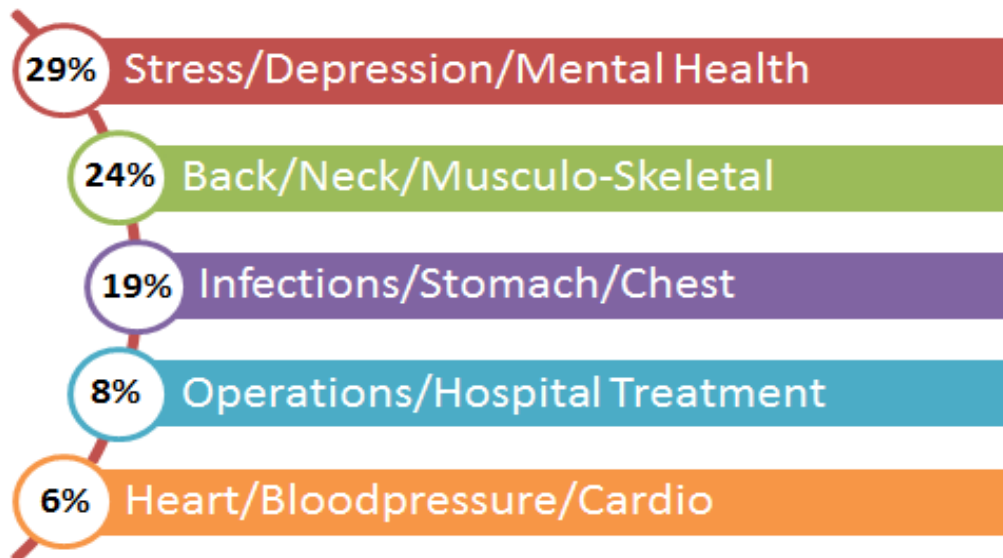 29% Stress/Depression/Mental Health
24% Back/Neck/Musculo-Skeletal
19% Infections/Stomach/Chest
8% Operations/Hospital Treatment
6% Heart/Bloodpressure/Cardio